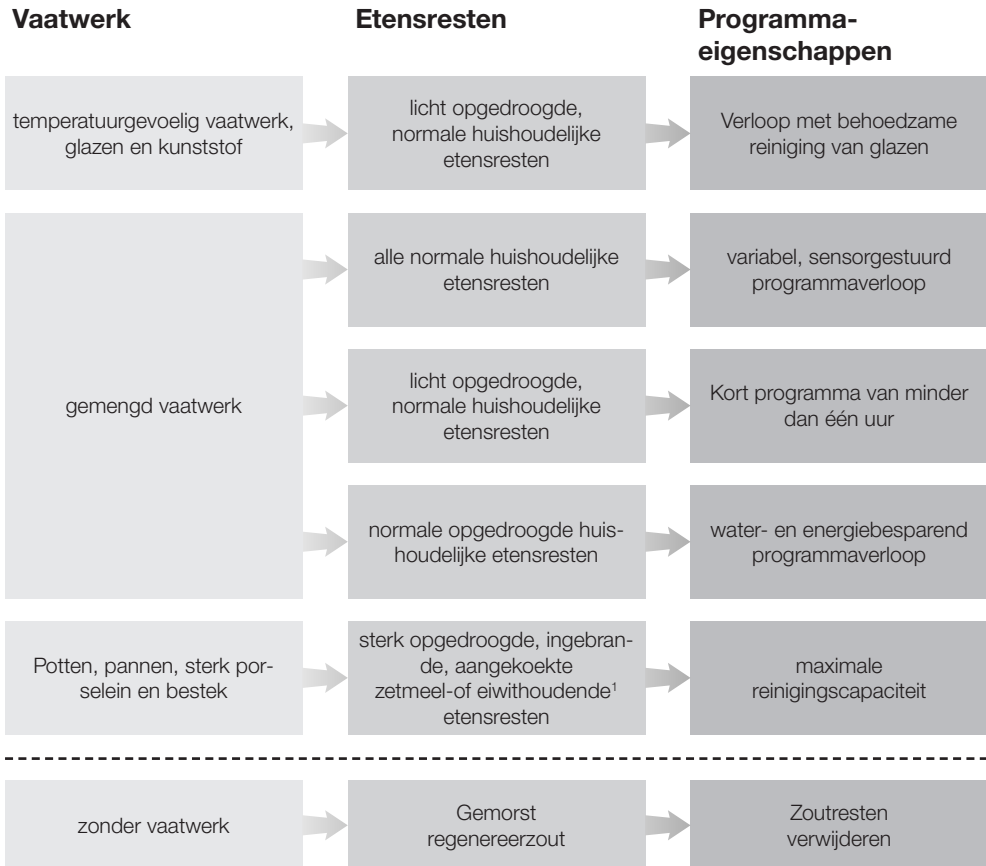 Vaatwerk
Etensresten
Programma-
eigenschappen
temperatuurgevoelig vaatwerk,
glazen en kunststof
licht opgedroogde,
normale huishoudelijke
etensresten
Verloop met behoedzame
reiniging van glazen
gemengd vaatwerk
alle normale huishoudelijke
etensresten
variabel, sensorgestuurd
programmaverloop
licht opgedroogde,
normale huishoudelijke
etensresten
Kort programma van minder
dan één uur
normale opgedroogde huis-
houdelijke etensresten
water- en energiebesparend
programmaverloop
Potten, pannen, sterk por-
selein en bestek
sterk opgedroogde, ingebran-
de, aangekoekte
zetmeel-of eiwithoudende¹
etensresten
maximale
reinigingscapaciteit
zonder vaatwerk
Gemorst
regenereerzout
Zoutresten
verwijderen